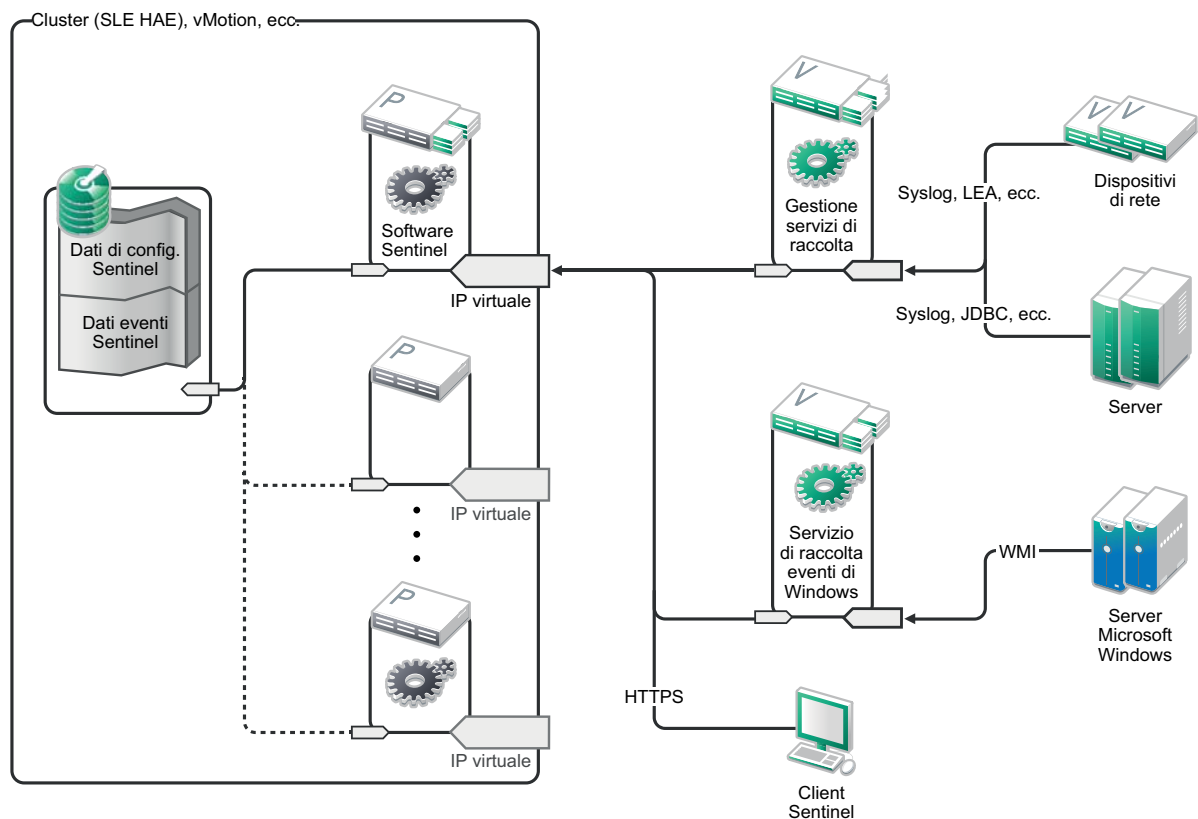 Cluster (SLE HAE), vMotion, ecc.
P
Software
Sentinel
IP virtuale
Dati di config.
Sentinel
Dati eventi
Sentinel
P
IP virtuale
P
IP virtuale
V
Gestione
servizi di
raccolta
Syslog, LEA, ecc.
V
V
Dispositivi
di rete
Syslog, JDBC, ecc.
Server
V
Servizio
di raccolta
eventi di
Windows
WMI
Server
Microsoft
Windows
HTTPS
Client
Sentinel